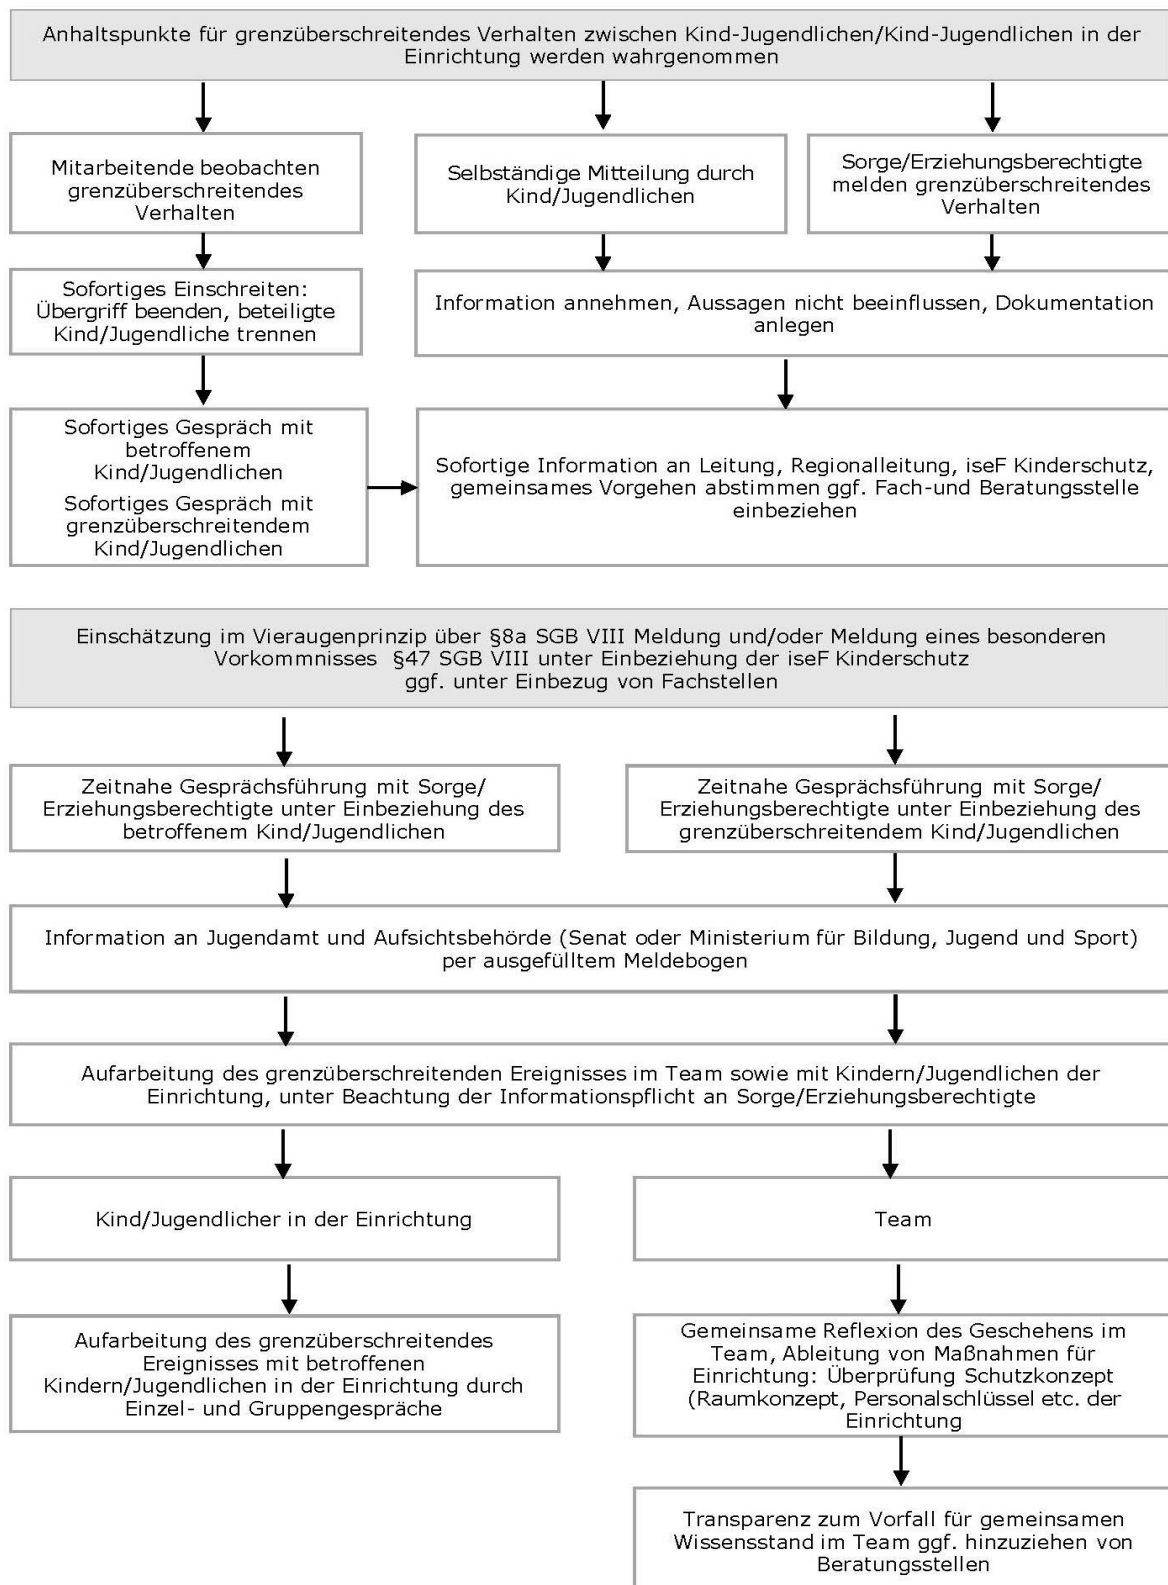 Anhaltspunkte für grenzüberschreitendes Verhalten zwischen Kind-Jugendlichen/Kind-Jugendlichen in der
Einrichtung werden wahrgenommen
Mitarbeitende beobachten
grenzüberschreitendes
Verhalten
Selbständige Mitteilung durch
Kind/Jugendlichen
Sorge/Erziehungsberechtigte
melden grenzüberschreitendes
Verhalten
Sofortiges Einschreiten:
Übergriff beenden, beteiligte
Kind/Jugendliche trennen
Information annehmen, Aussagen nicht beeinflussen, Dokumentation
anlegen
Sofortiges Gespräch mit
betroffenem
Kind/Jugendlichen
Sofortiges Gespräch mit
grenzüberschreitendem
Kind/Jugendlichen
Sofortige Information an Leitung, Regionalleitung, iseF Kinderschutz,
gemeinsames Vorgehen abstimmen ggf. Fach-und Beratungsstelle
einbeziehen
Einschätzung im Vieraugenprinzip über §8a SGB VIII Meldung und/oder Meldung eines besonderen
Vorkommnisses §47 SGB VIII unter Einbeziehung der iseF Kinderschutz
ggf. unter Einbezug von Fachstellen
Zeitnahe Gesprächsführung mit Sorge/
Erziehungsberechtigte unter Einbeziehung des
betroffenem Kind/Jugendlichen
Zeitnahe Gesprächsführung mit Sorge/
Erziehungsberechtigte unter Einbeziehung des
grenzüberschreitendem Kind/Jugendlichen
Information an Jugendamt und Aufsichtsbehörde (Senat oder Ministerium für Bildung, Jugend und Sport)
per ausgefülltem Meldebogen
Aufarbeitung des grenzüberschreitenden Ereignisses im Team sowie mit Kindern/Jugendlichen der
Einrichtung, unter Beachtung der Informationspflicht an Sorge/Erziehungsberechtigte
Kind/Jugendlicher in der Einrichtung
Team
Aufarbeitung des grenzüberschreitendes
Ereignisses mit betroffenen
Kindern/Jugendlichen in der Einrichtung durch
Einzel- und Gruppengespräche
Gemeinsame Reflexion des Geschehens im
Team, Ableitung von Maßnahmen für
Einrichtung: Überprüfung Schutzkonzept
(Raumkonzept, Personalschlüssel etc. der
Einrichtung
Transparenz zum Vorfall für gemeinsamen
Wissensstand im Team ggf. hinzuziehen von
Beratungsstellen